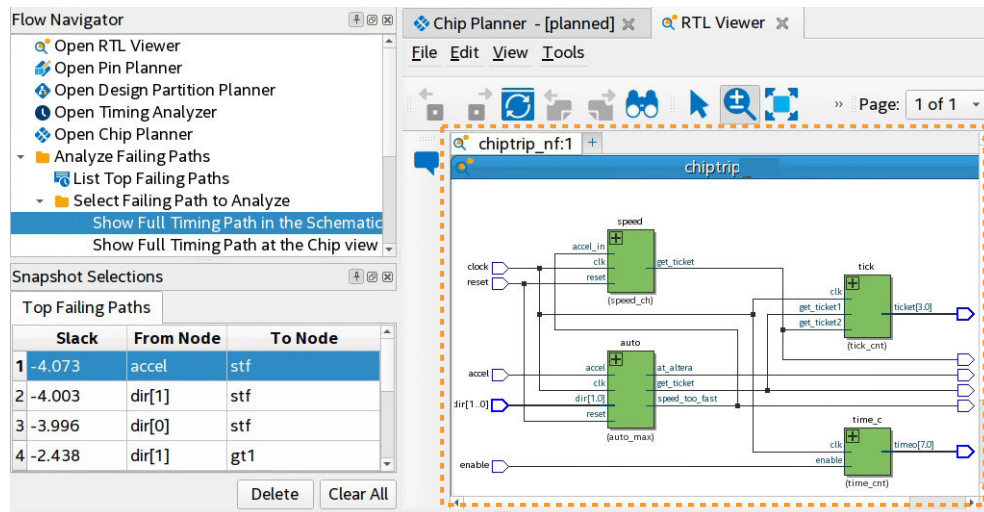 Flow Navigator
Open RTL Viewer
Open Pin Planner
Open Design Partition Planner
Open Timing Analyzer
Open Chip Planner
Analyze Failing Paths
List Top Failing Paths
Select Failing Path to Analyze
Show Full Timing Path in the Schematic
Show Full Timing Path at the Chip view
Snapshot Selections
Top Failing Paths
Slack From Node To Node
1 -4.073 accel stf
2 -4.003 dir[1] stf
3 -3.996 dir[0] stf
4 -2.438 dir[1] gt1
Delete Clear All
Chip Planner - [planned] RTL Viewer
File Edit View Tools
» Page: 1 of 1
chiptrip_nf:1 +
chiptrip_
speed
accel_in
clock clk get_ticket
reset reset
(speed_ch)
tick
clk
get_ticket1 ticket[3.0]
get_ticket2
(tick_cnt)
auto
accel accel at_altera
clk get_ticket
dir[1..0] dir[1.0] speed_too_fast
reset
(auto_max)
time_c
clk timeo[7.0]
enable enable
(time_cnt)